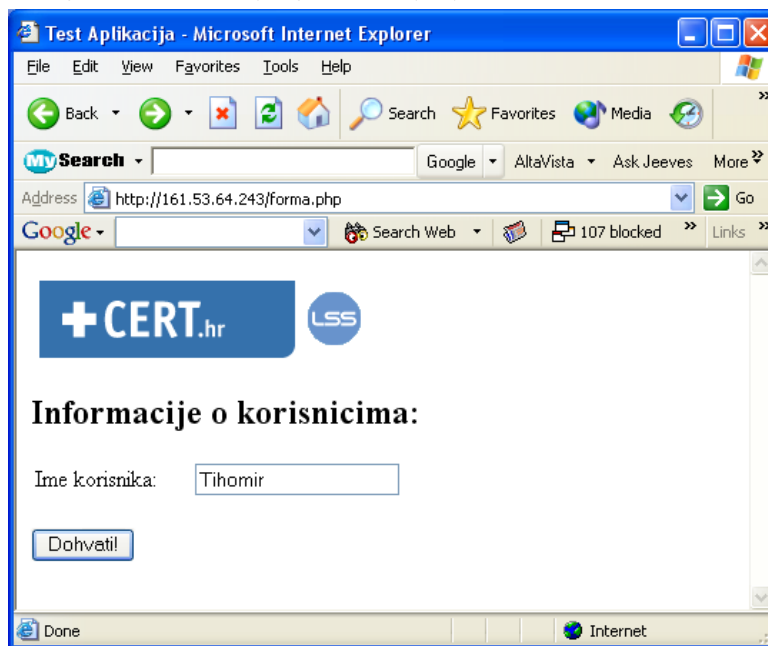 Test Aplikacija - Microsoft Internet Explorer
File Edit View Favorites Tools Help
Back Search Favorites Media »
My Search Google AltaVista Ask Jeeves More »
Address http://161.53.64.243/forma.php Go
Google Search Web 107 blocked » Links »
CERT.hr LSS
Informacije o korisnicima:
Ime korisnika: Tihomir
Dohvati!
Done Internet